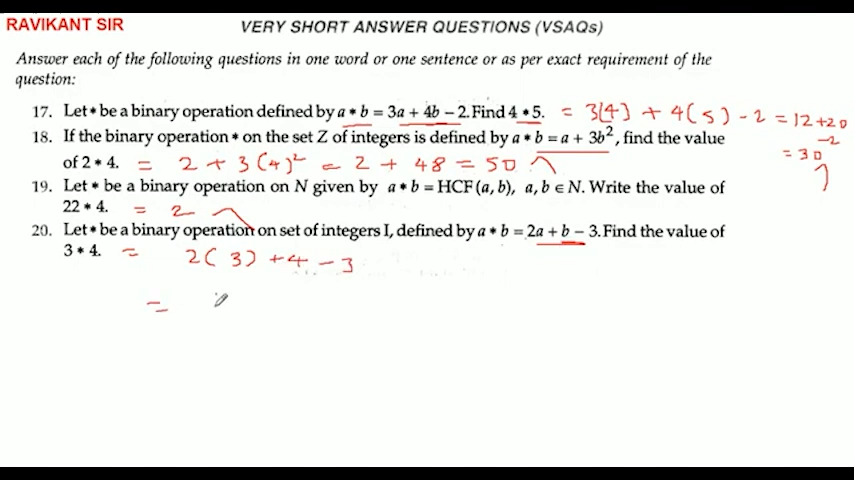 RAVIKANT SIR
VERY SHORT ANSWER QUESTIONS (VSAQs)
Answer each of the following questions in one word or one sentence or as per exact requirement of the
question:
17. Let * be a binary operation defined by a * b = 3a + 4b − 2. Find 4 * 5. = 3(4) + 4(5) - 2 = 12+20
-2
18. If the binary operation * on the set Z of integers is defined by a * b = a + 3b², find the value
= 30
of 2 * 4. = 2 + 3(4)² = 2 + 48 = 50
19. Let * be a binary operation on N given by a * b = HCF (a, b), a, b ∈ N. Write the value of
22 * 4. = 2
20. Let * be a binary operation on set of integers I, defined by a * b = 2a + b − 3. Find the value of
3 * 4. = 2(3) + 4 - 3
=